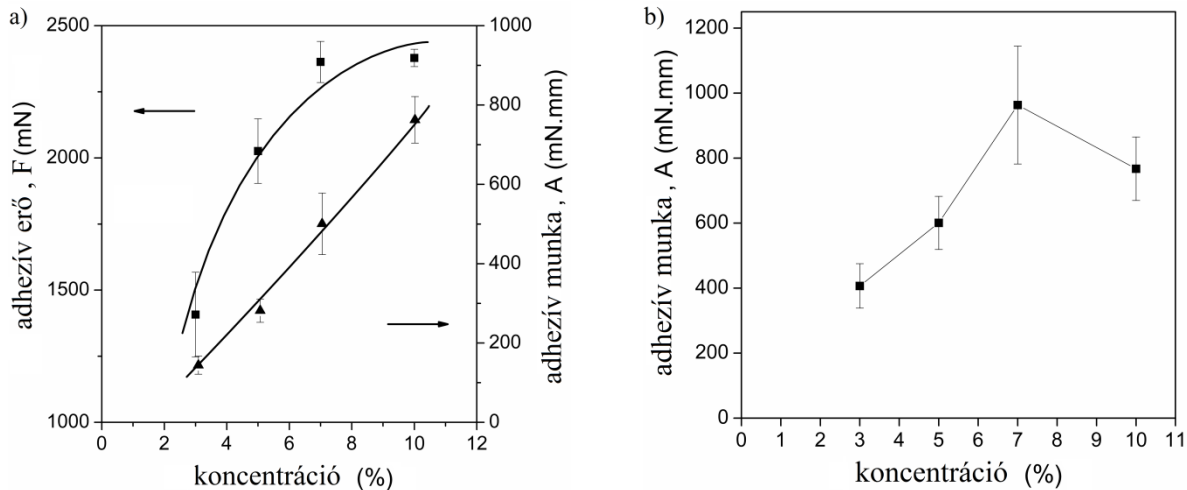 a)
2500
2000
1500
1000
adhezív erő , F (mN)
0 2 4 6 8 10 12
koncentráció (%)
1000
800
600
400
200
0
adhezív munka , A (mN.mm)
b)
1200
1000
800
600
400
200
0
adhezív munka , A (mN.mm)
0 1 2 3 4 5 6 7 8 9 10 11
koncentráció (%)